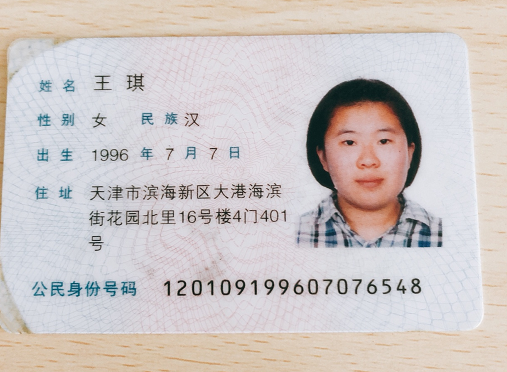 姓名 王琪
性别 女 民族 汉
出生 1996 年 7 月 7 日
住址 天津市滨海新区大港海滨
街花园北里16号楼4门401
号
公民身份号码 120109199607076548